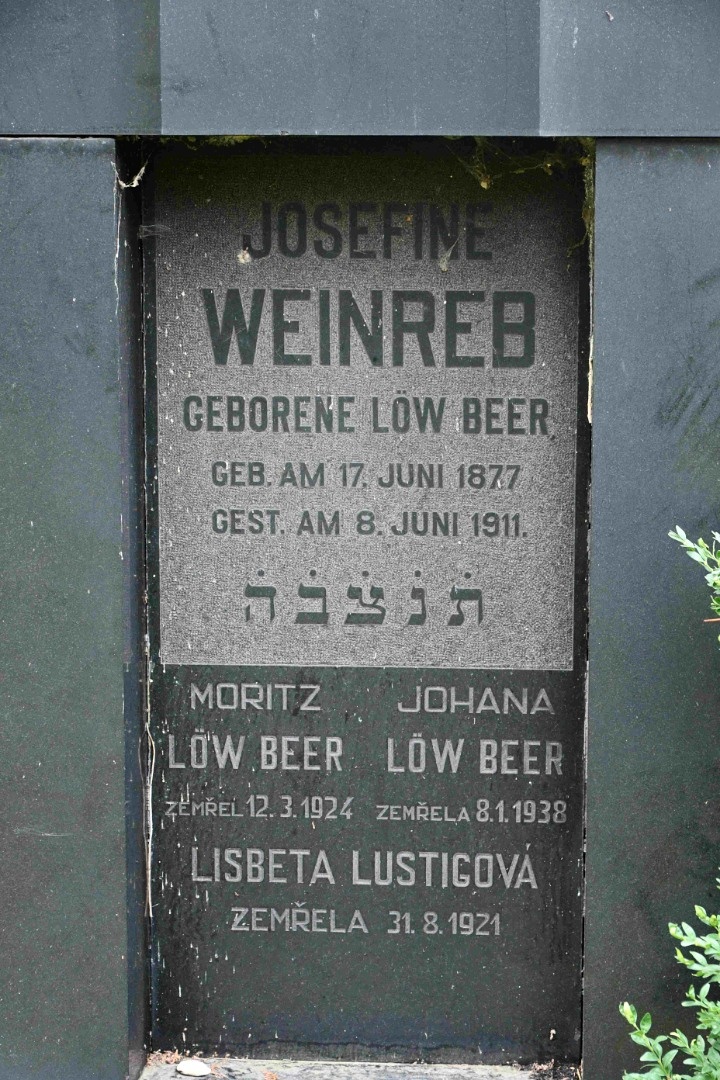 JOSEFINE
WEINREB
GEBORENE LÖW BEER
GEB. AM 17. JUNI 1877
GEST. AM 8. JUNI 1911.
ת̇נ̇צ̇ב̇ה̇
MORITZ JOHANA
LÖW BEER LÖW BEER
ZEMŘEL 12.3.1924 ZEMŘELA 8.1.1938
LISBETA LUSTIGOVÁ
ZEMŘELA 31.8.1921